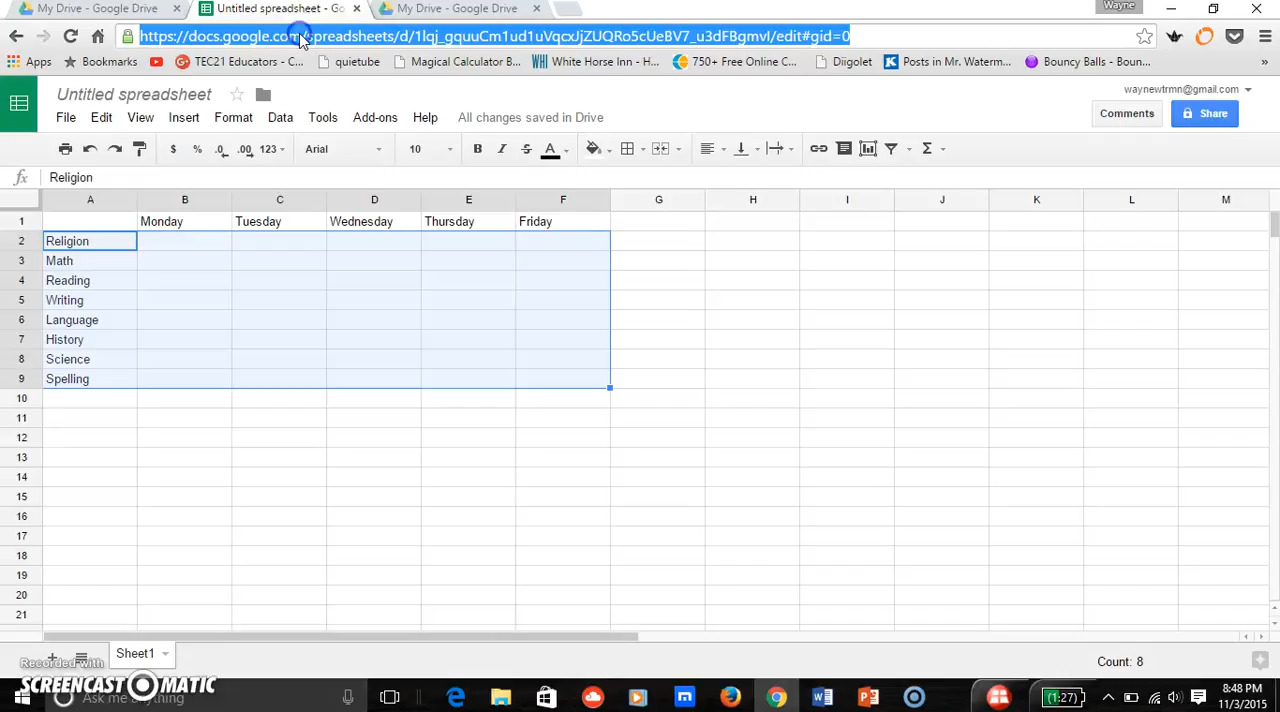 My Drive - Google Drive × Untitled spreadsheet - Go × My Drive - Google Drive × Wayne
https://docs.google.com/spreadsheets/d/1lqj_gquuCm1ud1uVqcxJjZUQRo5cUeBV7_u3dFBgmvI/edit#gid=0
Apps Bookmarks TEC21 Educators - C... quietube Magical Calculator B... White Horse Inn - H... 750+ Free Online C... Diigolet Posts in Mr. Waterm... Bouncy Balls - Boun... »
Untitled spreadsheet waynewtrmn@gmail.com
File Edit View Insert Format Data Tools Add-ons Help All changes saved in Drive Comments Share
$ % .0 .00 123 Arial 10 B I S A Σ
fx Religion
A B C D E F G H I J K L M
1 Monday Tuesday Wednesday Thursday Friday
2 Religion
3 Math
4 Reading
5 Writing
6 Language
7 History
8 Science
9 Spelling
10
11
12
13
14
15
16
17
18
19
20
21
Sheet1 Count: 8
Recorded with
SCREENCAST-O-MATIC
Ask me anything (1:27) 8:48 PM
11/3/2015